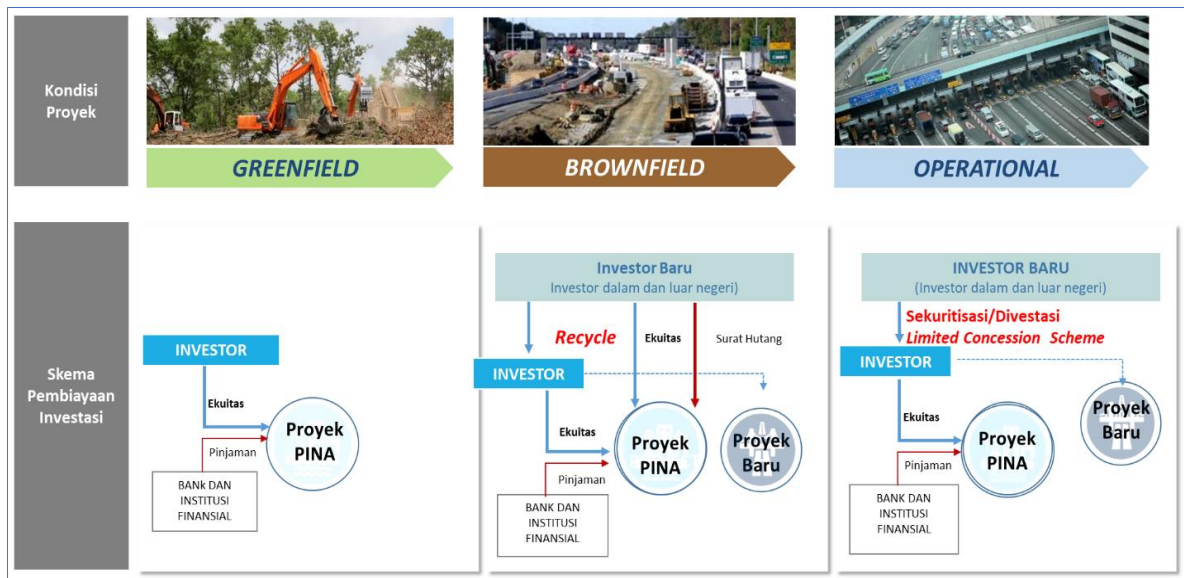 Kondisi
Proyek
GREENFIELD
BROWNFIELD
OPERATIONAL
Skema
Pembiayaan
Investasi
INVESTOR
Ekuitas
Pinjaman
Proyek
PINA
BANk DAN
INSTITUSI
FINANSIAL
Investor Baru
Investor dalam dan luar negeri)
Recycle
Ekuitas
Surat Hutang
INVESTOR
Ekuitas
Pinjaman
Proyek
PINA
Proyek
Baru
BANK DAN
INSTITUSI
FINANSIAL
INVESTOR BARU
(Investor dalam dan luar negeri)
Sekuritisasi/Divestasi
Limited Concession Scheme
INVESTOR
Ekuitas
Pinjaman
Proyek
PINA
Proyek
Baru
BANK DAN
INSTITUSI
FINANSIAL